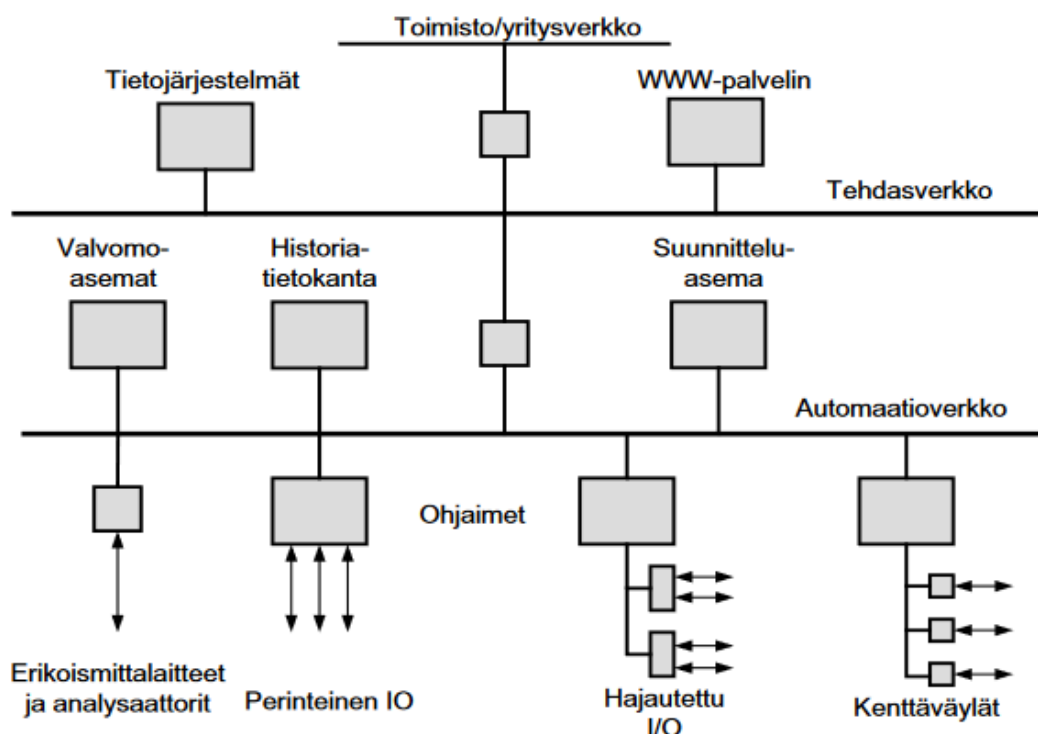 Toimisto/yritysverkko
Tietojärjestelmät
WWW-palvelin
Tehdasverkko
Valvomo-
asemat
Historia-
tietokanta
Suunnittelu-
asema
Automaatioverkko
Ohjaimet
Erikoismittalaitteet
ja analysaattorit
Perinteinen IO
Hajautettu
I/O
Kenttäväylät